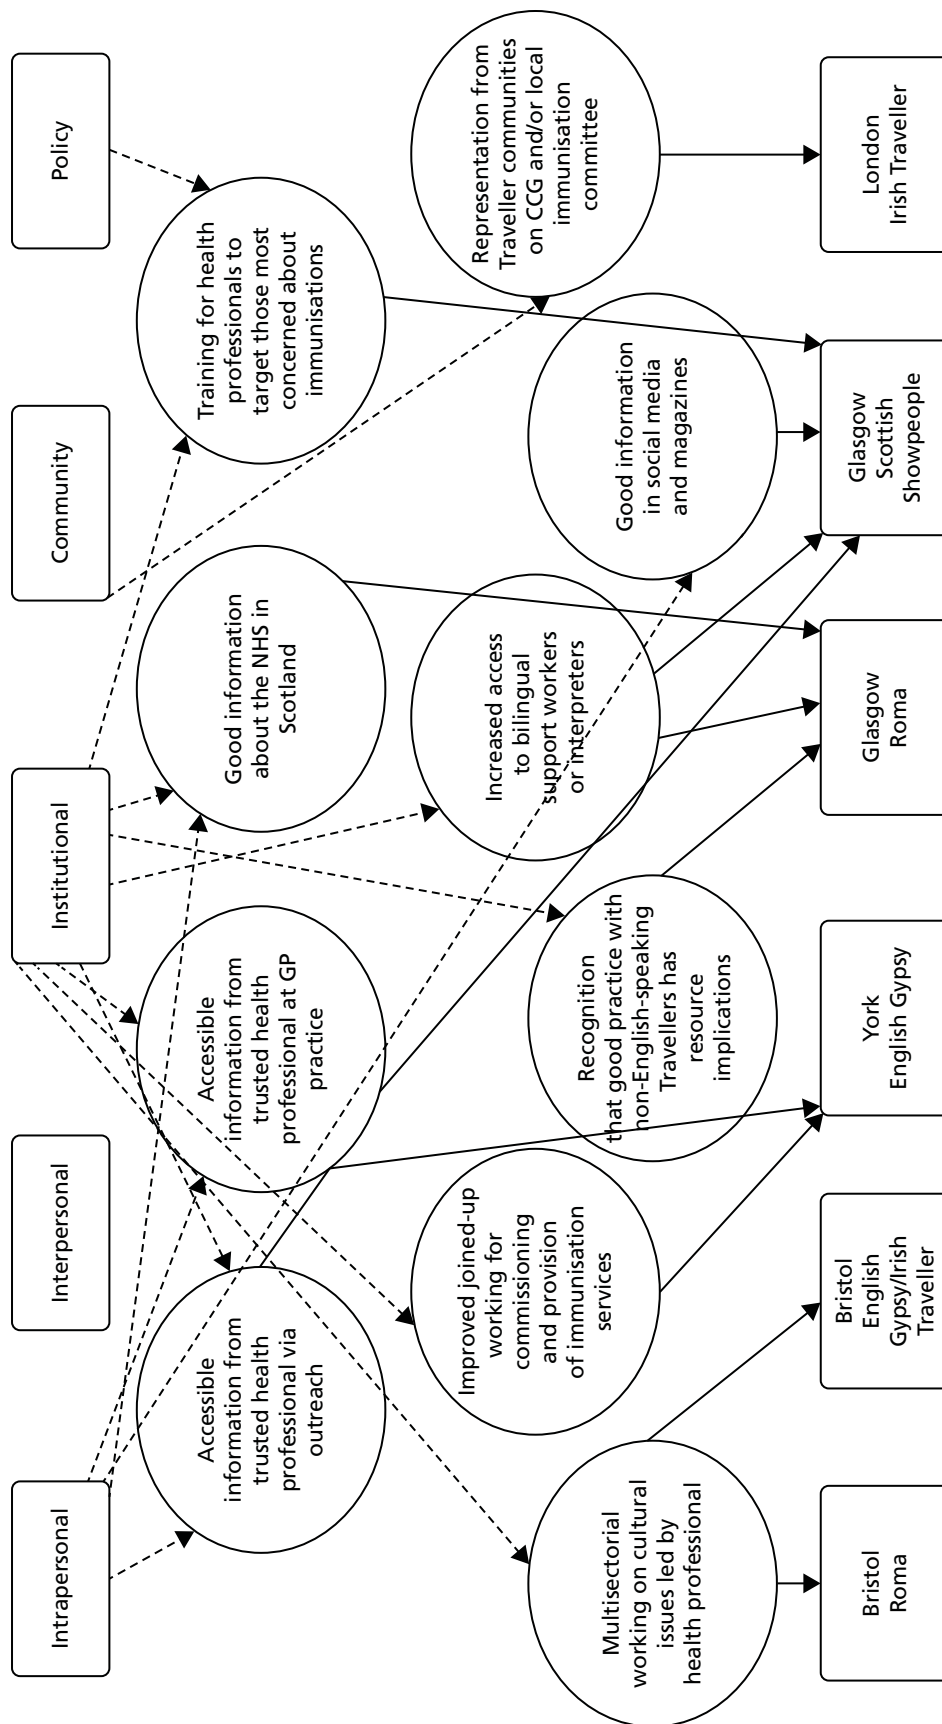 Intrapersonal
Interpersonal
Institutional
Community
Policy
Accessible
information from
trusted health
professional via
outreach
Accessible
information from
trusted health
professional at GP
practice
Good information
about the NHS in
Scotland
Training for health
professionals to
target those most
concerned about
immunisations
Improved joined-up
working for
commissioning
and provision
of immunisation
services
Increased access
to bilingual
support workers
or interpreters
Representation from
Traveller communities
on CCG and/or local
immunisation
committee
Multisectorial
working on cultural
issues led by
health professional
Recognition
that good practice with
non-English-speaking
Travellers has
resource
implications
Good information
in social media
and magazines
Bristol
Roma
Bristol
English
Gypsy/Irish
Traveller
York
English Gypsy
Glasgow
Roma
Glasgow
Scottish
Showpeople
London
Irish Traveller